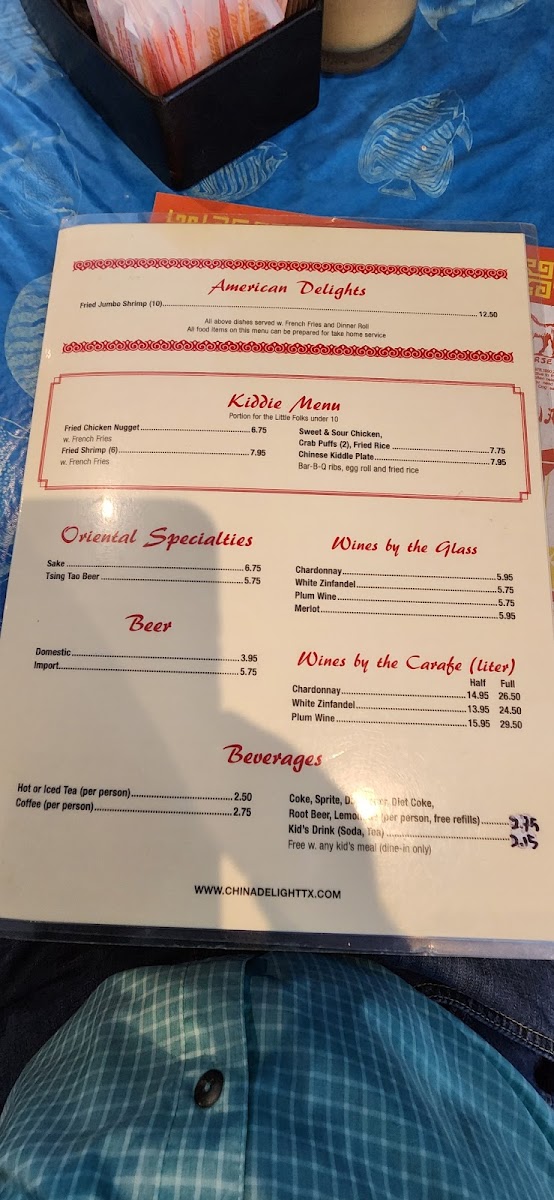 American Delights
Fried Jumbo Shrimp (10) 12.50
All above dishes served w. French Fries and Dinner Roll
All food items on this menu can be prepared for take home service
Kiddie Menu
Portion for the Little Folks under 10
Fried Chicken Nugget 6.75
w. French Fries
Fried Shrimp (6) 7.95
w. French Fries
Sweet & Sour Chicken,
Crab Puffs (2), Fried Rice 7.75
Chinese Kiddle Plate 7.95
Bar-B-Q ribs, egg roll and fried rice
Oriental Specialties
Sake 6.75
Tsing Tao Beer 5.75
Beer
Domestic 3.95
Import 5.75
Wines by the Glass
Chardonnay 5.95
White Zinfandel 5.75
Plum Wine 5.75
Merlot 5.95
Wines by the Carafe (liter)
Half Full
Chardonnay 14.95 26.50
White Zinfandel 13.95 24.50
Plum Wine 15.95 29.50
Beverages
Hot or Iced Tea (per person) 2.50
Coffee (per person) 2.75
Coke, Sprite, Diet Coke,
Root Beer, (per person, free refills) 2.75
Kid's Drink (Soda, Tea) 2.15
Free w. any kid's meal (dine-in only)
WWW.CHINADELIGHTTX.COM